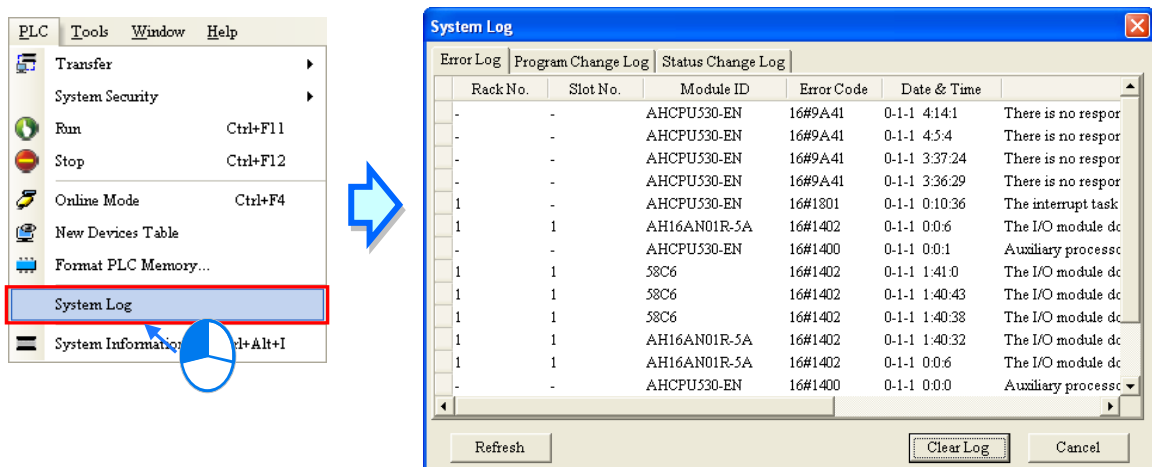 PLC Tools Window Help
Transfer
System Security
Run Ctrl+F11
Stop Ctrl+F12
Online Mode Ctrl+F4
New Devices Table
Format PLC Memory...
System Log
System Information l+Alt+I
System Log
Error Log Program Change Log Status Change Log
Rack No. Slot No. Module ID Error Code Date & Time
- - AHCPU530-EN 16#9A41 0-1-1 4:14:1 There is no respor
- - AHCPU530-EN 16#9A41 0-1-1 4:5:4 There is no respor
- - AHCPU530-EN 16#9A41 0-1-1 3:37:24 There is no respor
- - AHCPU530-EN 16#9A41 0-1-1 3:36:29 There is no respor
1 - AHCPU530-EN 16#1801 0-1-1 0:10:36 The interrupt task
1 1 AH16AN01R-5A 16#1402 0-1-1 0:0:6 The I/O module do
- - AHCPU530-EN 16#1400 0-1-1 0:0:1 Auxiliary processo
1 1 58C6 16#1402 0-1-1 1:41:0 The I/O module do
1 1 58C6 16#1402 0-1-1 1:40:43 The I/O module do
1 1 58C6 16#1402 0-1-1 1:40:38 The I/O module do
1 1 AH16AN01R-5A 16#1402 0-1-1 1:40:32 The I/O module do
1 1 AH16AN01R-5A 16#1402 0-1-1 0:0:6 The I/O module do
- - AHCPU530-EN 16#1400 0-1-1 0:0:0 Auxiliary processo
Refresh Clear Log Cancel